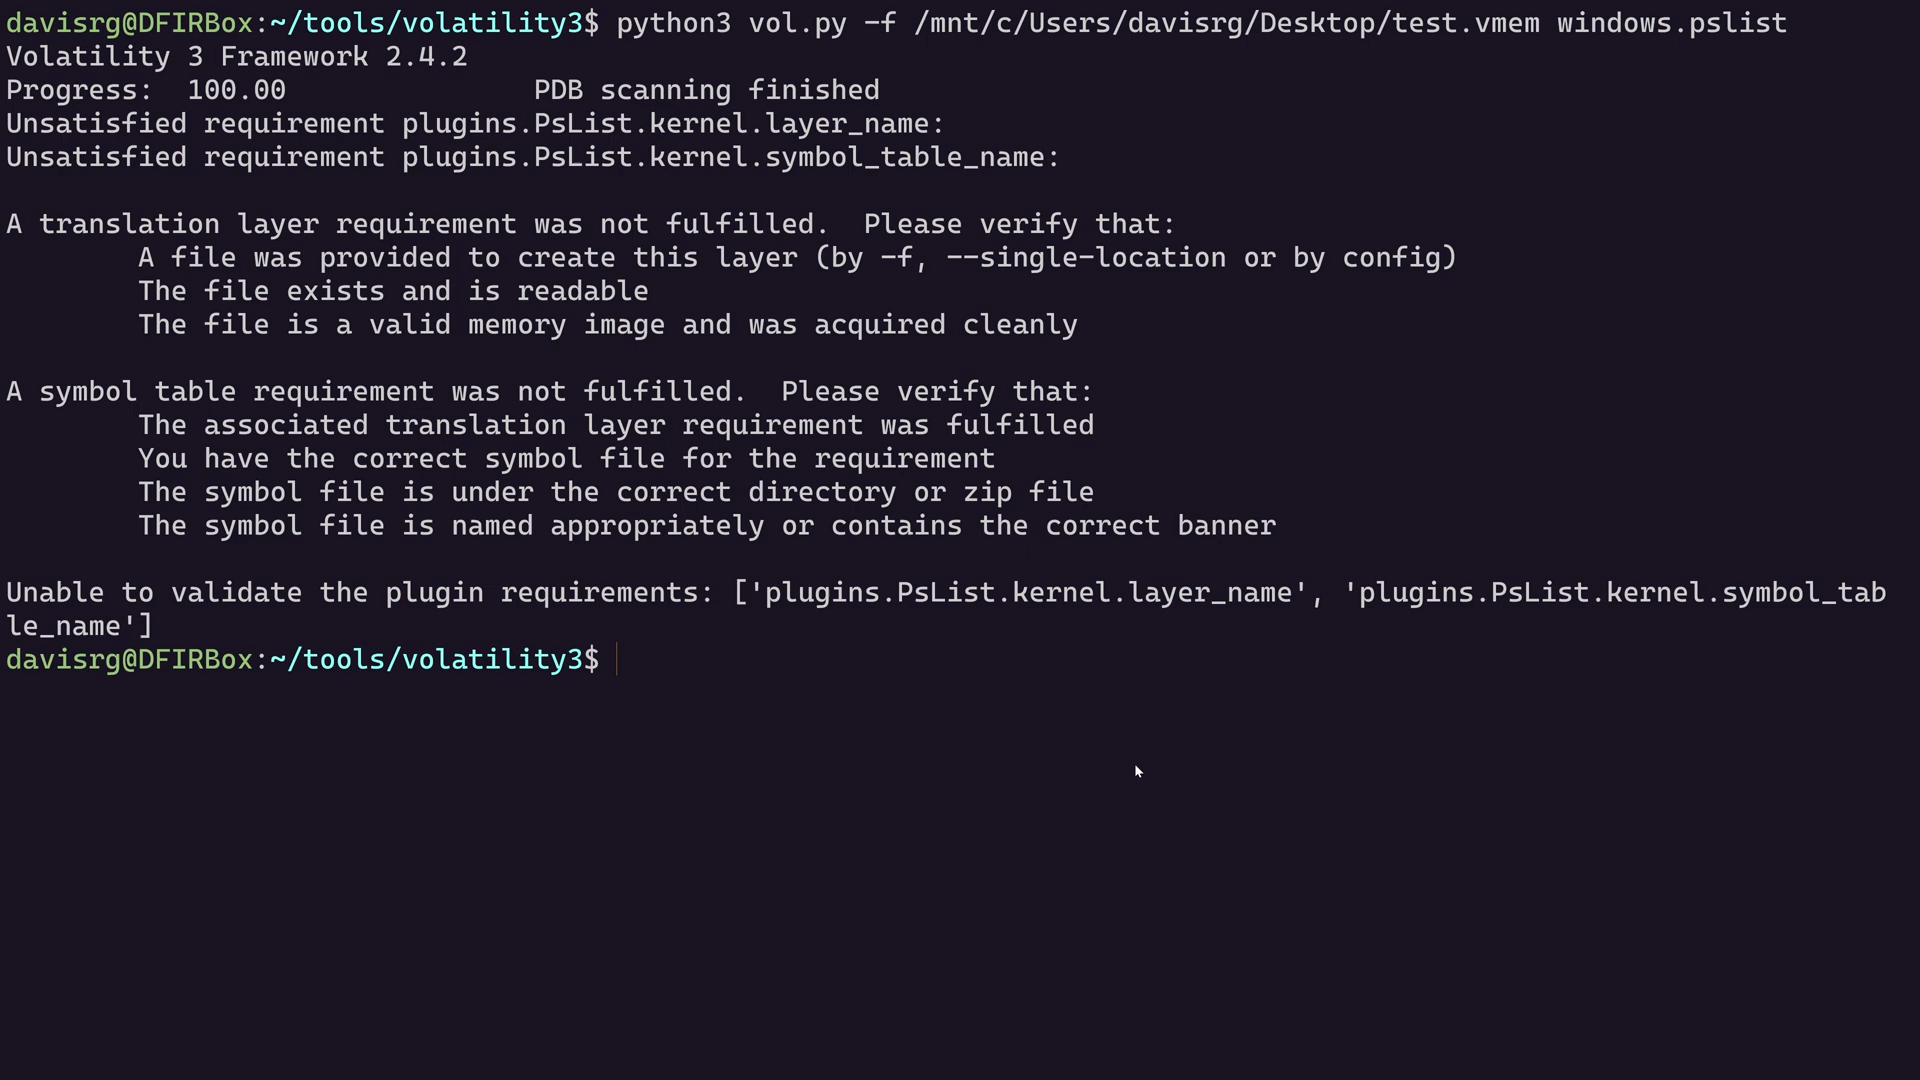 davisrg@DFIRBox:~/tools/volatility3$ python3 vol.py -f /mnt/c/Users/davisrg/Desktop/test.vmem windows.pslist
Volatility 3 Framework 2.4.2
Progress:  100.00               PDB scanning finished
Unsatisfied requirement plugins.PsList.kernel.layer_name:
Unsatisfied requirement plugins.PsList.kernel.symbol_table_name:

A translation layer requirement was not fulfilled.  Please verify that:
        A file was provided to create this layer (by -f, --single-location or by config)
        The file exists and is readable
        The file is a valid memory image and was acquired cleanly

A symbol table requirement was not fulfilled.  Please verify that:
        The associated translation layer requirement was fulfilled
        You have the correct symbol file for the requirement
        The symbol file is under the correct directory or zip file
        The symbol file is named appropriately or contains the correct banner

Unable to validate the plugin requirements: ['plugins.PsList.kernel.layer_name', 'plugins.PsList.kernel.symbol_tab
le_name']
davisrg@DFIRBox:~/tools/volatility3$